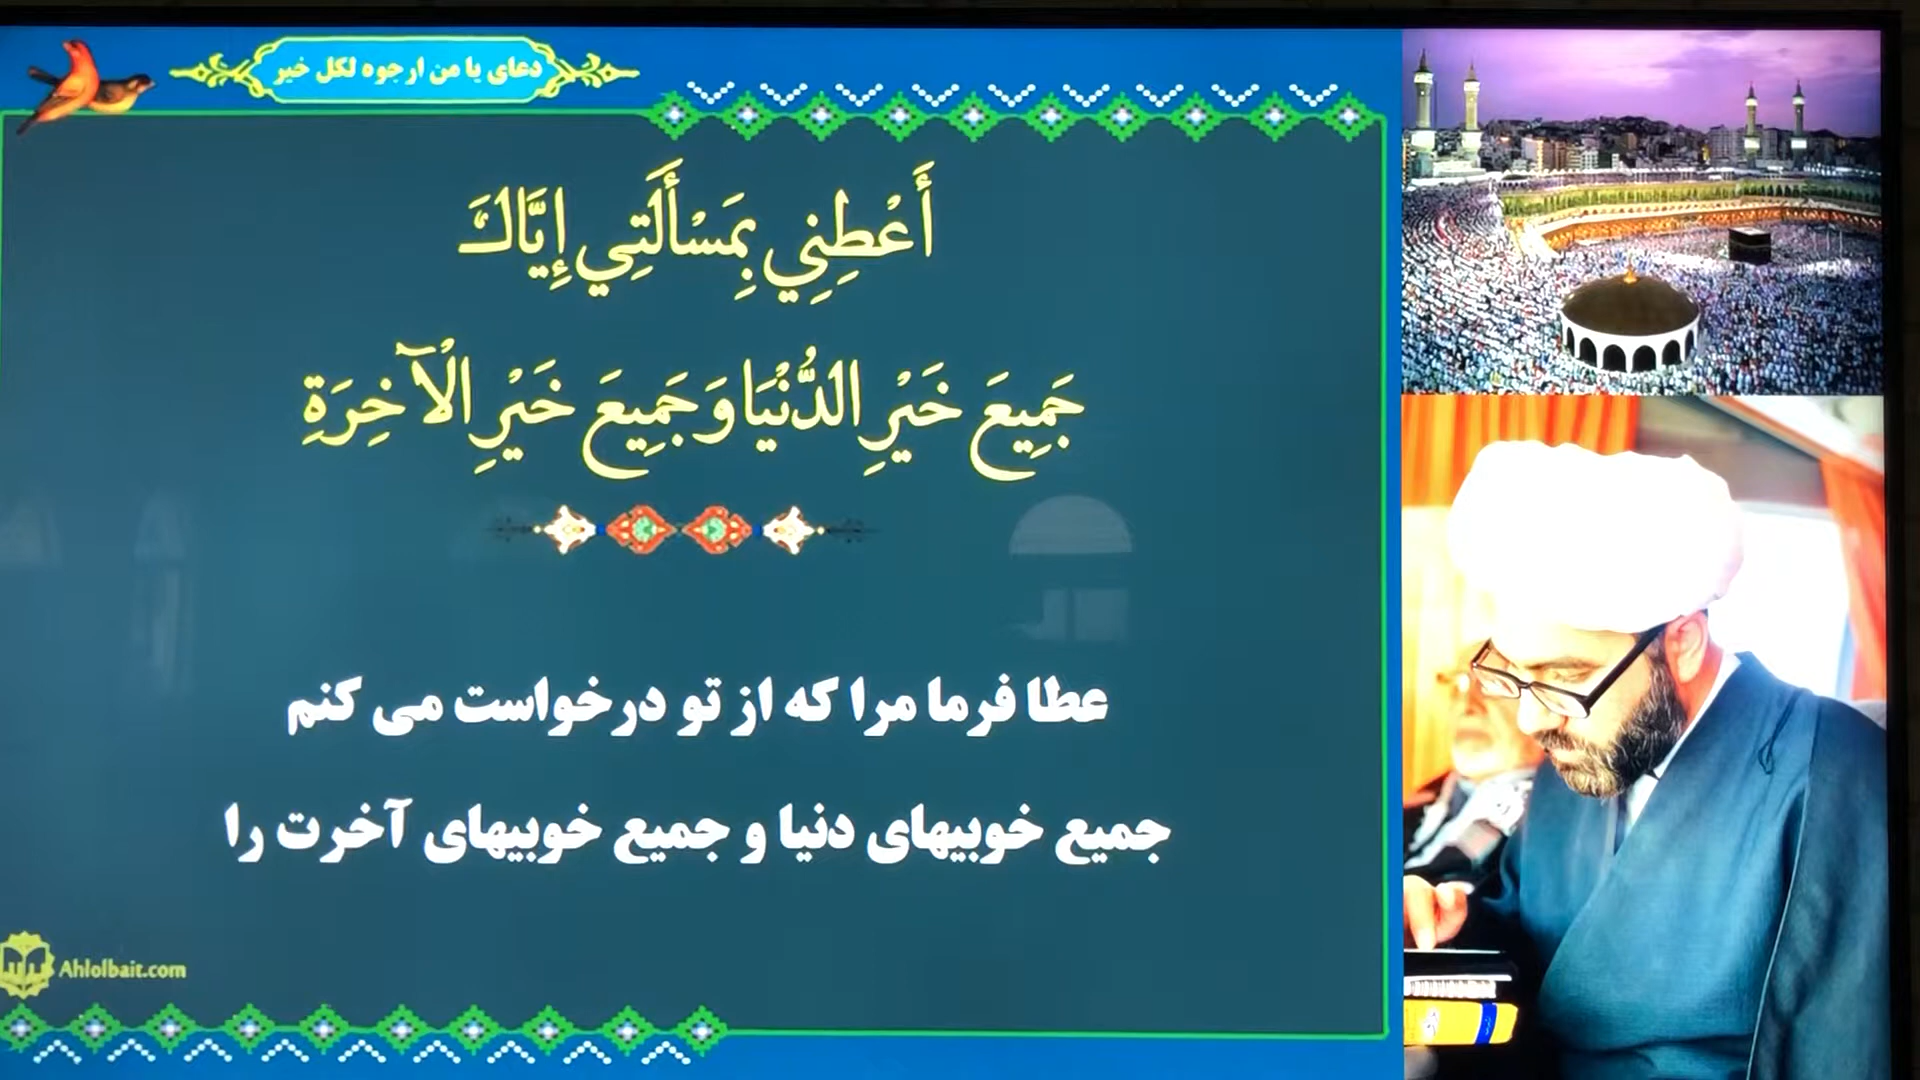 دعای یا من ارجوه لکل خیر
أَعْطِنِي بِمَسْأَلَتِي إِيَّاكَ
جَمِيعَ خَيْرِ الدُّنْيَا وَ جَمِيعَ خَيْرِ الْآخِرَةِ
عطا فرما مرا که از تو درخواست می کنم
جمیع خوبیهای دنیا و جمیع خوبیهای آخرت را
Ahlolbait.com